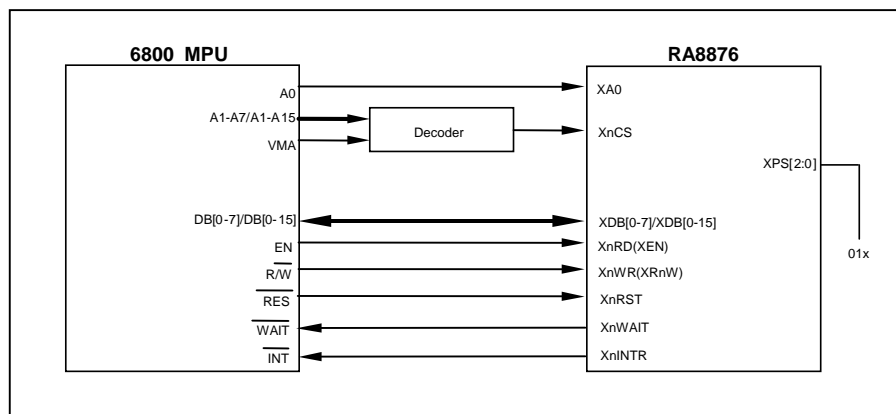 6800 MPU
RA8876
A0
XA0
A1-A7/A1-A15
Decoder
XnCS
VMA
XPS[2:0]
DB[0-7]/DB[0-15]
XDB[0-7]/XDB[0-15]
EN
XnRD(XEN)
01x
R/W
XnWR(XRnW)
RES
XnRST
WAIT
XnWAIT
INT
XnINTR